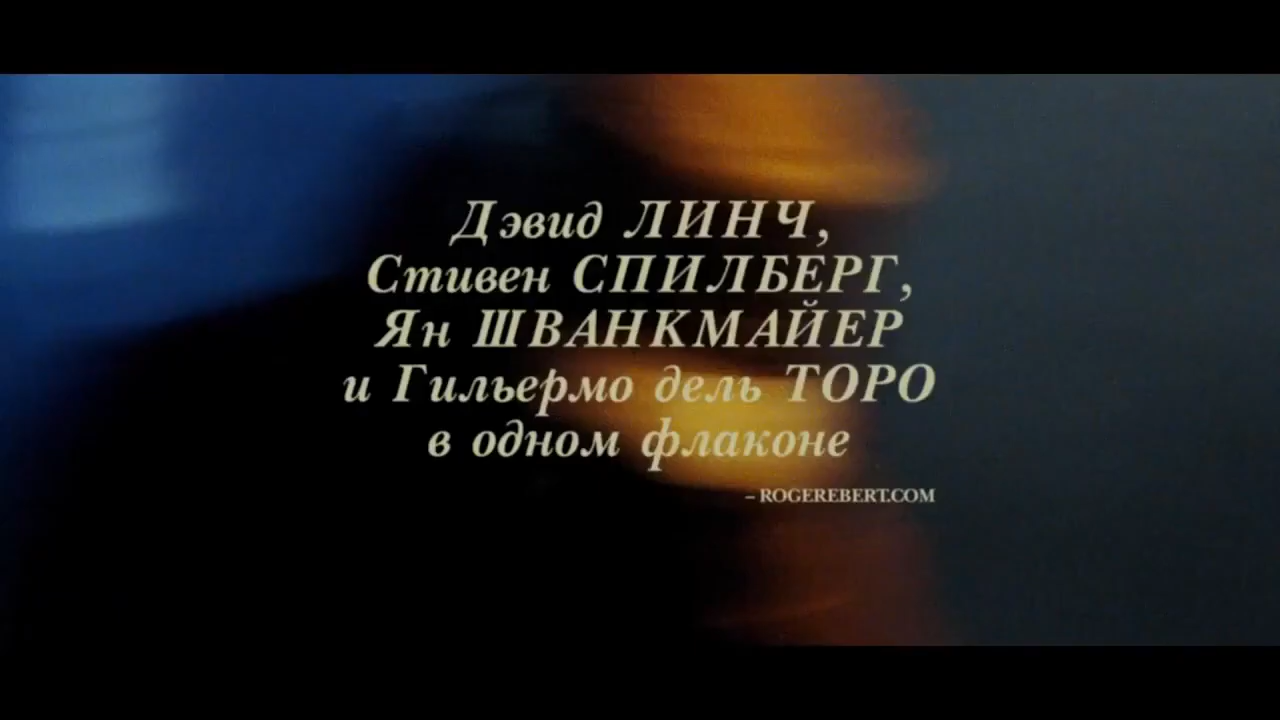 Дэвид ЛИНЧ,
Стивен СПИЛБЕРГ,
Ян ШВАНКМАЙЕР
и Гильермо дель ТОРО
в одном флаконе
– ROGEREBERT.COM